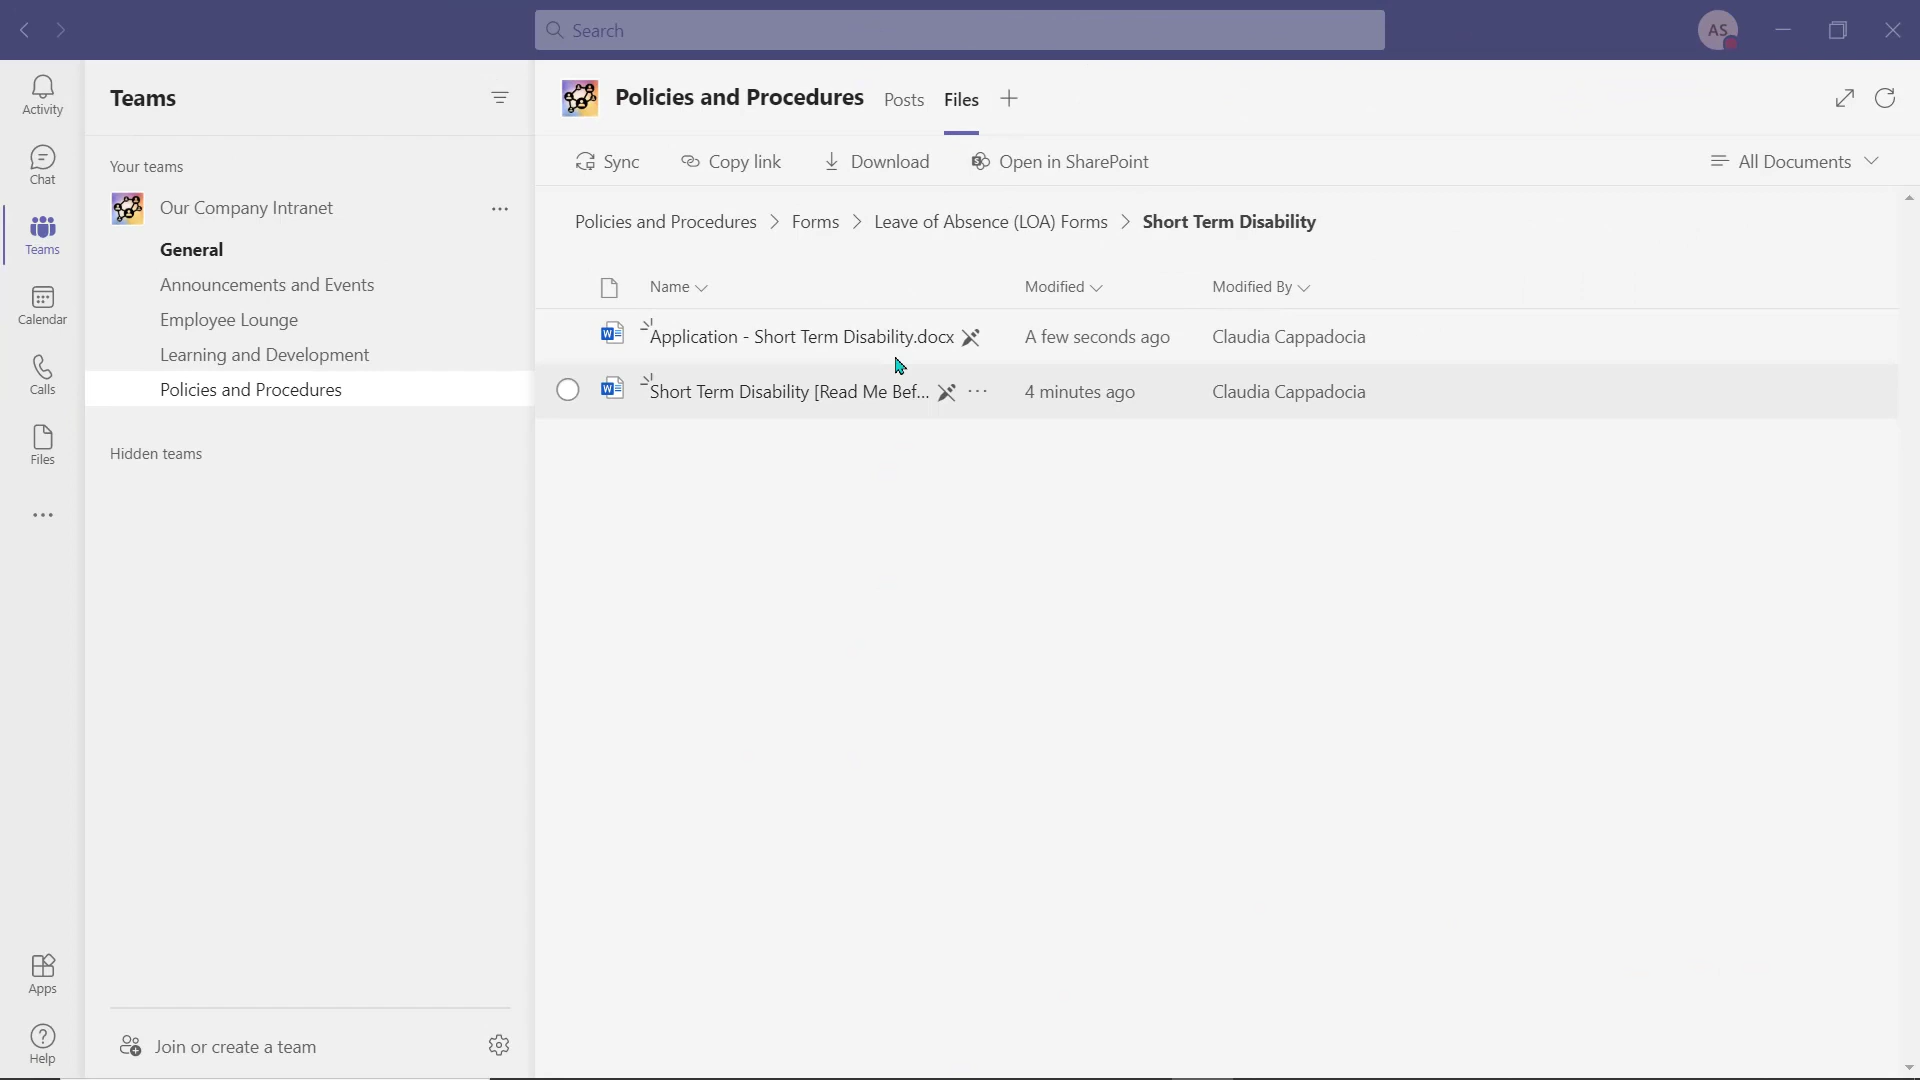 Search
AS
Activity
Chat
Teams
Calendar
Calls
Files
Apps
Help
Teams
Your teams
Our Company Intranet
General
Announcements and Events
Employee Lounge
Learning and Development
Policies and Procedures
Hidden teams
Join or create a team
Policies and Procedures Posts Files
Sync Copy link Download Open in SharePoint All Documents
Policies and Procedures > Forms > Leave of Absence (LOA) Forms > Short Term Disability
Name Modified Modified By
Application - Short Term Disability.docx A few seconds ago Claudia Cappadocia
Short Term Disability [Read Me Bef... 4 minutes ago Claudia Cappadocia